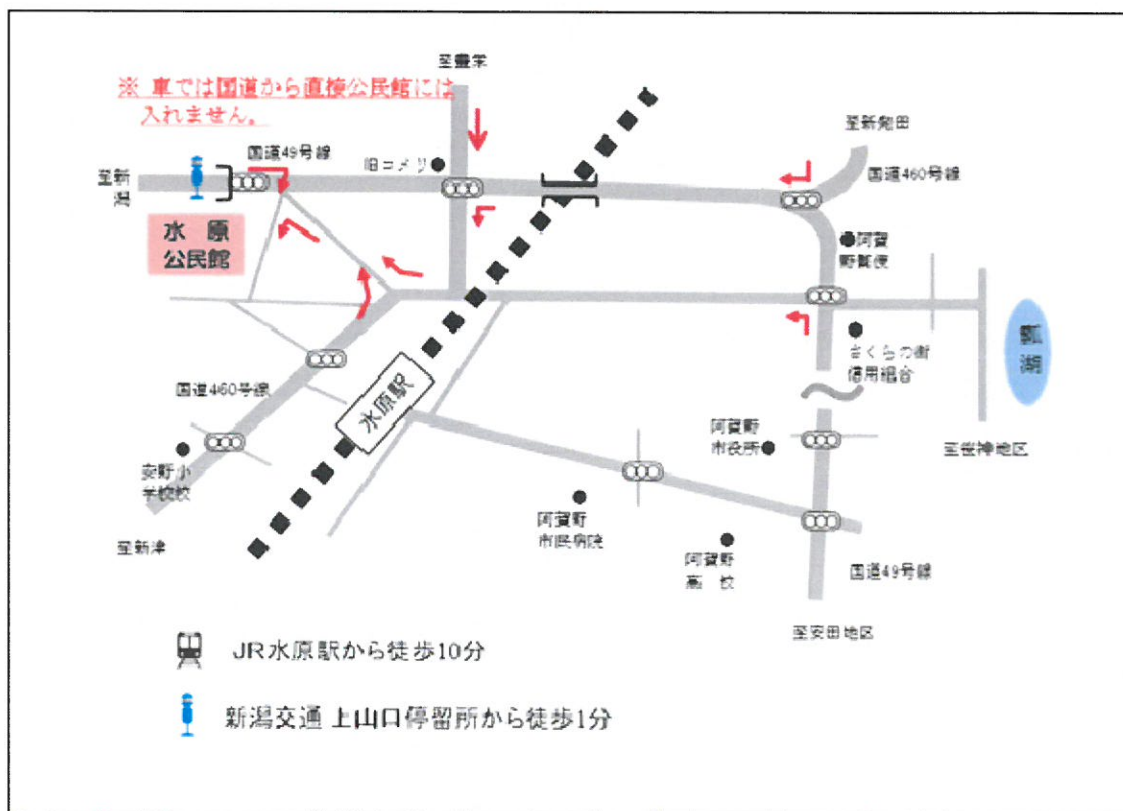 至豊栄
※ 車では国道から直接公民館には
入れません。
至新発田
国道49号線
旧コメリ
国道460号線
至新
潟
水 原
公民館
阿賀
野郵便
さくらの街
信用組合
瓢湖
国道460号線
水原駅
阿賀野
市役所
至笹神地区
安野小
学校校
阿賀野
市民病院
至新津
阿賀野
高 校
国道49号線
至安田地区
JR水原駅から徒歩10分
新潟交通 上山口停留所から徒歩1分